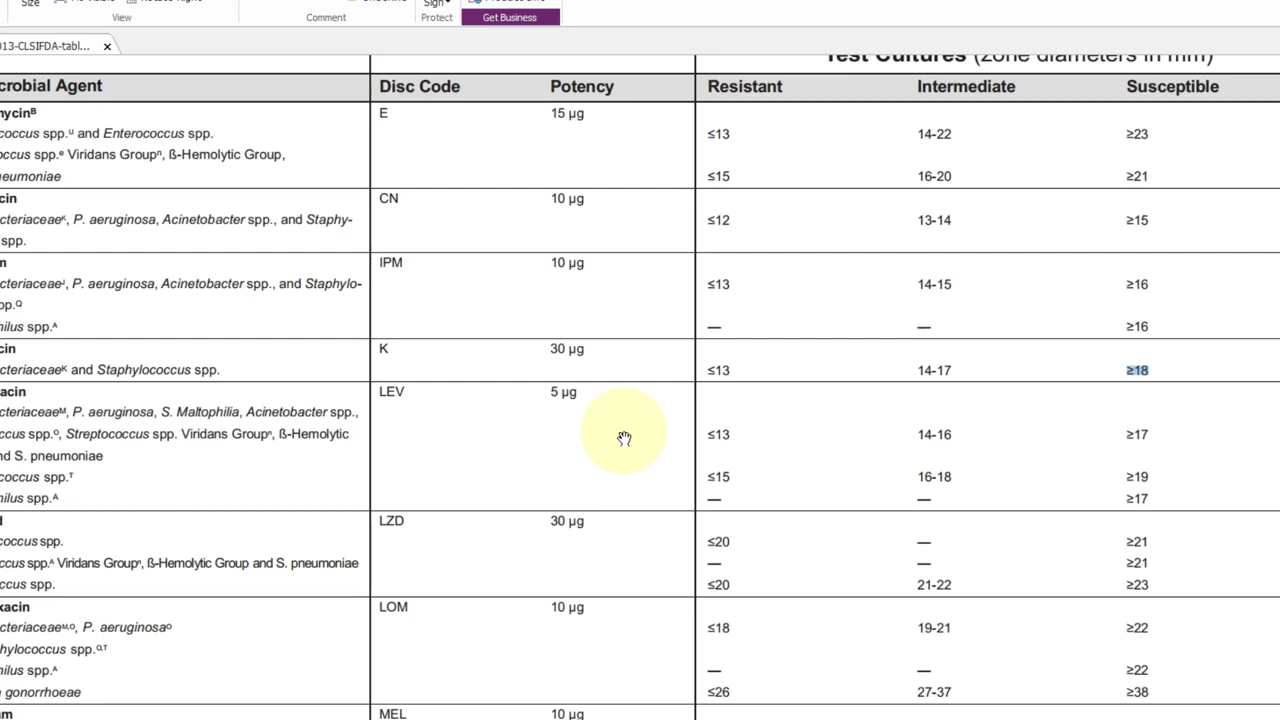 Size
View Comment Protect Get Business
Sign
013-CLSIFDA-tabl...
Test Cultures (zone diameters in mm)
crobial Agent Disc Code Potency Resistant Intermediate Susceptible
nycinᴮ E 15 µg
coccus spp.ᵁ and Enterococcus spp. ≤13 14-22 ≥23
occus spp.ᵉ Viridans Groupⁿ, ß-Hemolytic Group,
neumoniae ≤15 16-20 ≥21
cin CN 10 µg
cteriaceaeᴷ, P. aeruginosa, Acinetobacter spp., and Staphy- ≤12 13-14 ≥15
spp.
m IPM 10 µg
cteriaceaeᴶ, P. aeruginosa, Acinetobacter spp., and Staphylo- ≤13 14-15 ≥16
pp.Q
hilus spp.ᴬ — — ≥16
cin K 30 µg
cteriaceaeᴷ and Staphylococcus spp. ≤13 14-17 ≥18
acin LEV 5 µg
cteriaceaeᴹ, P. aeruginosa, S. Maltophilia, Acinetobacter spp.,
ccus spp.ᴼ, Streptococcus spp. Viridans Groupⁿ, ß-Hemolytic ≤13 14-16 ≥17
nd S. pneumoniae
coccus spp.ᵀ ≤15 16-18 ≥19
hilus spp.ᴬ — — ≥17
d LZD 30 µg
coccus spp. ≤20 — ≥21
ccus spp.ᴬ Viridans Groupⁿ, ß-Hemolytic Group and S. pneumoniae — — ≥21
ccus spp. ≤20 21-22 ≥23
xacin LOM 10 µg
cteriaceaeᴹ·ᴼ, P. aeruginosaᴼ ≤18 19-21 ≥22
phylococcus spp.Q,ᵀ
hilus spp.ᴬ — — ≥22
a gonorrhoeae ≤26 27-37 ≥38
am MEL 10 µg